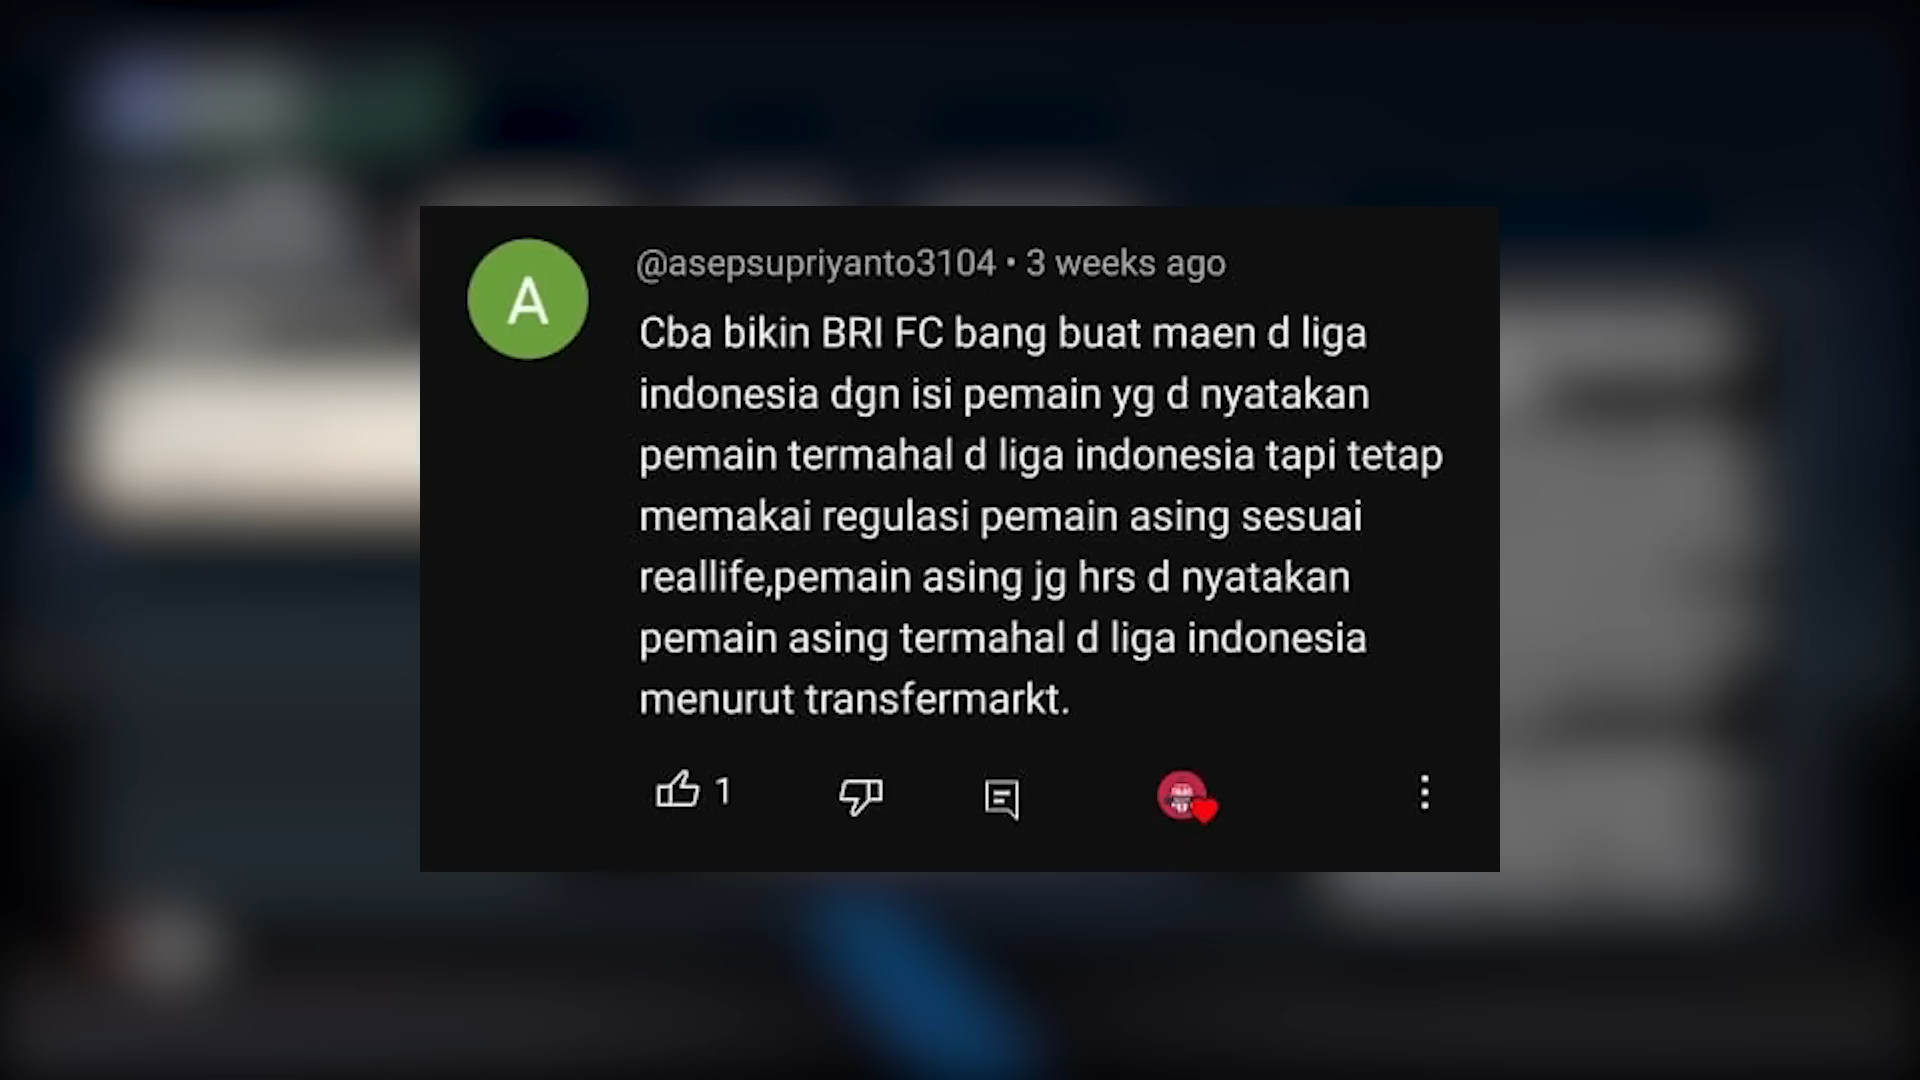 A
@asepsupriyanto3104 • 3 weeks ago
Cba bikin BRI FC bang buat maen d liga
indonesia dgn isi pemain yg d nyatakan
pemain termahal d liga indonesia tapi tetap
memakai regulasi pemain asing sesuai
reallife,pemain asing jg hrs d nyatakan
pemain asing termahal d liga indonesia
menurut transfermarkt.
1